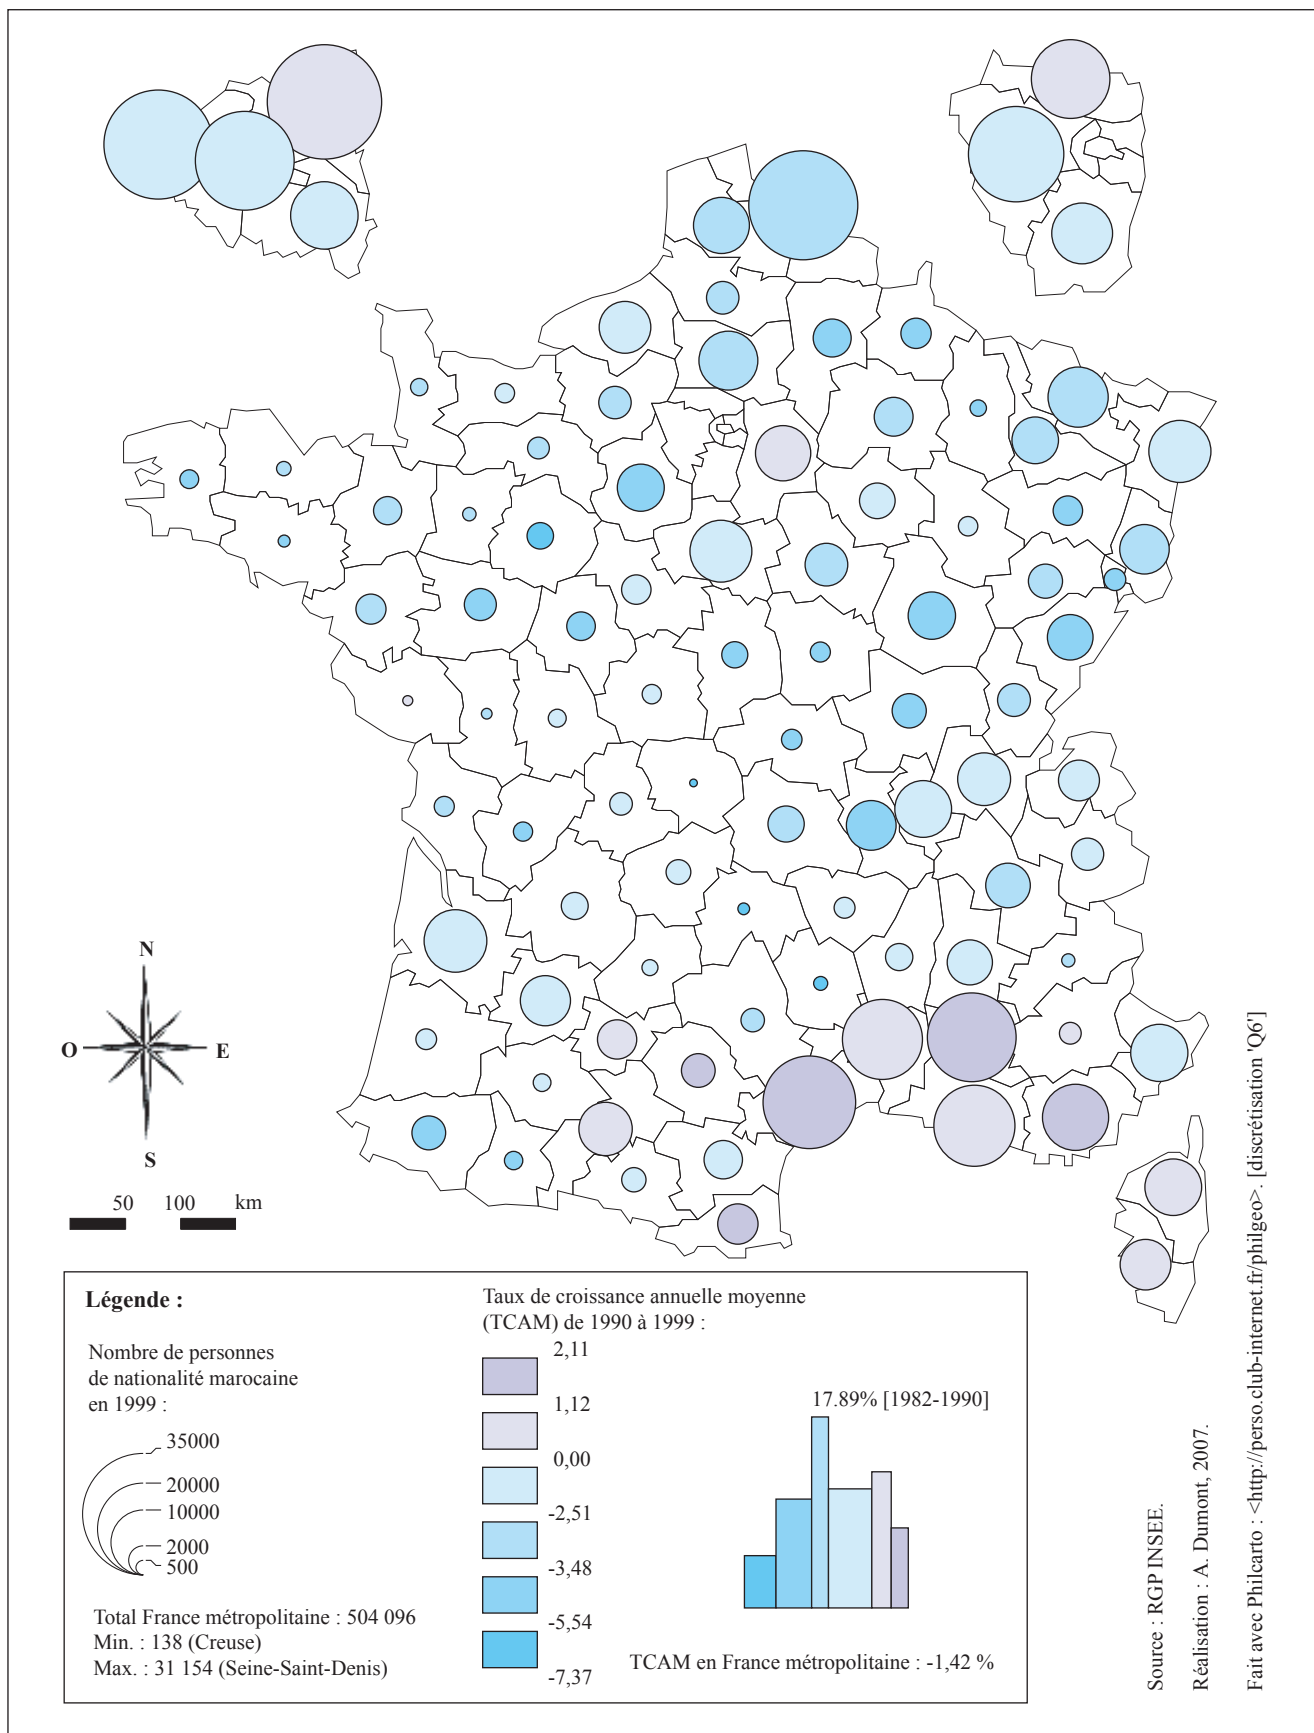 N
O
E
S
50 100 km
Légende :
Nombre de personnes
de nationalité marocaine
en 1999 :
35000
20000
10000
2000
500
Total France métropolitaine : 504 096
Min. : 138 (Creuse)
Max. : 31 154 (Seine-Saint-Denis)
Taux de croissance annuelle moyenne
(TCAM) de 1990 à 1999 :
2,11
1,12
0,00
-2,51
-3,48
-5,54
-7,37
17.89% [1982-1990]
TCAM en France métropolitaine : -1,42 %
Source : RGP INSEE.
Réalisation : A. Dumont, 2007.
Fait avec Philcarto : <http://perso.club-internet.fr/philgeo>. [discrétisation 'Q6']